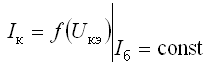 Iк = f(Uкэ)|Iб = const